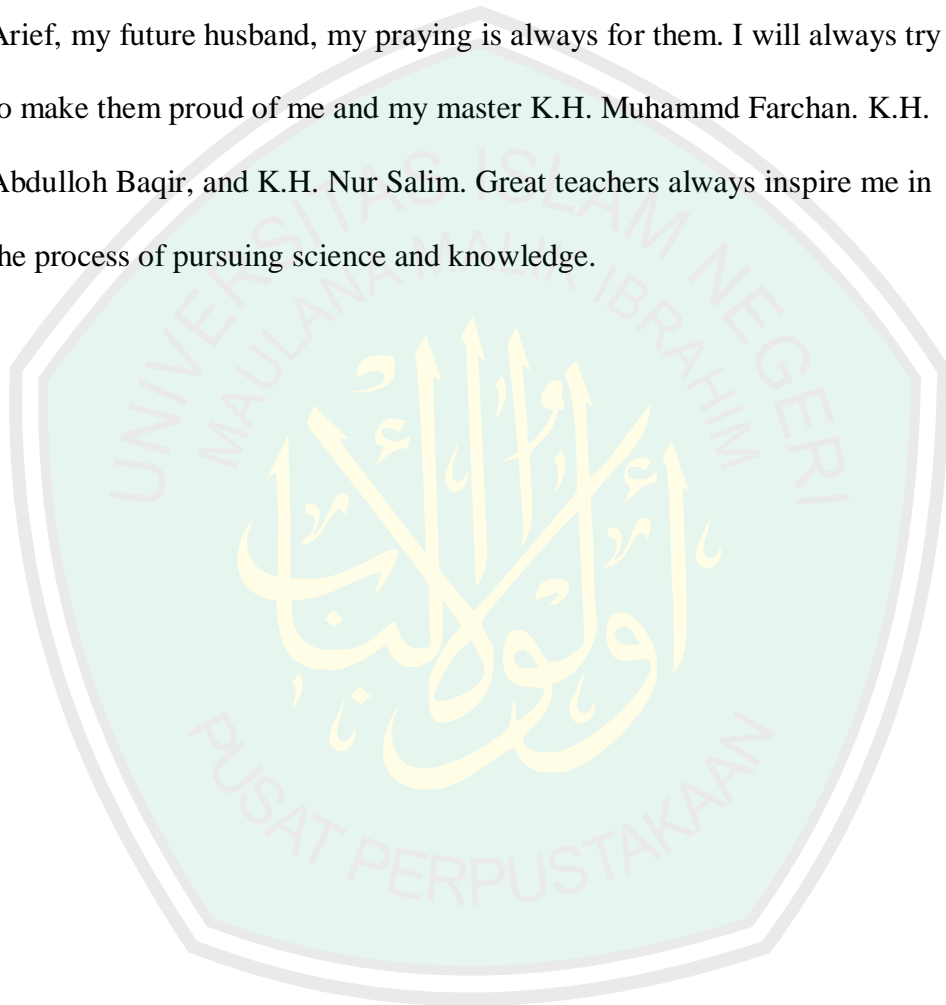 Arief, my future husband, my praying is always for them. I will always try
to make them proud of me and my master K.H. Muhammd Farchan. K.H.
Abdulloh Baqir, and K.H. Nur Salim. Great teachers always inspire me in
the process of pursuing science and knowledge.
UNIVERSITAS ISLAM NEGERI
MAULANA MALIK IBRAHIM
أولوا الألباب
PUSAT PERPUSTAKAAN